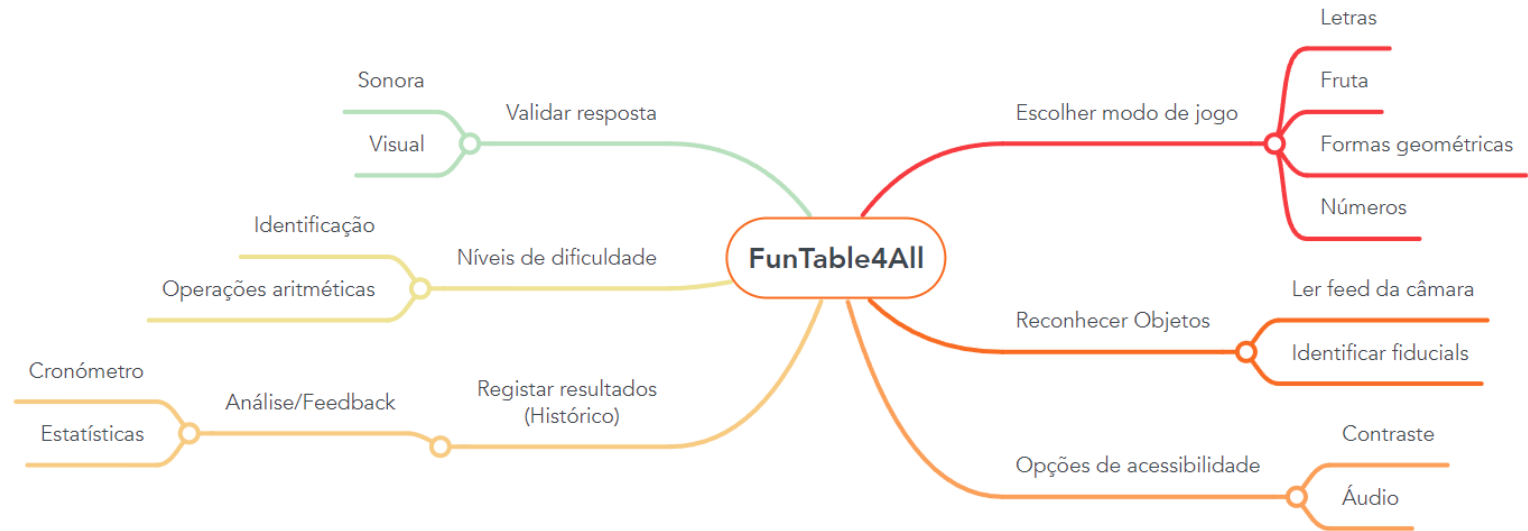 FunTable4All
Escolher modo de jogo
Letras
Fruta
Formas geométricas
Números
Reconhecer Objetos
Ler feed da câmara
Identificar fiducials
Opções de acessibilidade
Contraste
Áudio
Validar resposta
Sonora
Visual
Níveis de dificuldade
Identificação
Operações aritméticas
Registar resultados
(Histórico)
Análise/Feedback
Cronómetro
Estatísticas